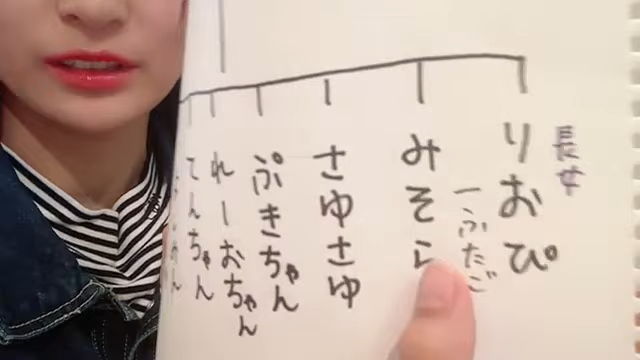 長女
りおぴ
ーふたご
みそら
さゆさゆ
ぷきちゃん
れーおちゃん
てんちゃん